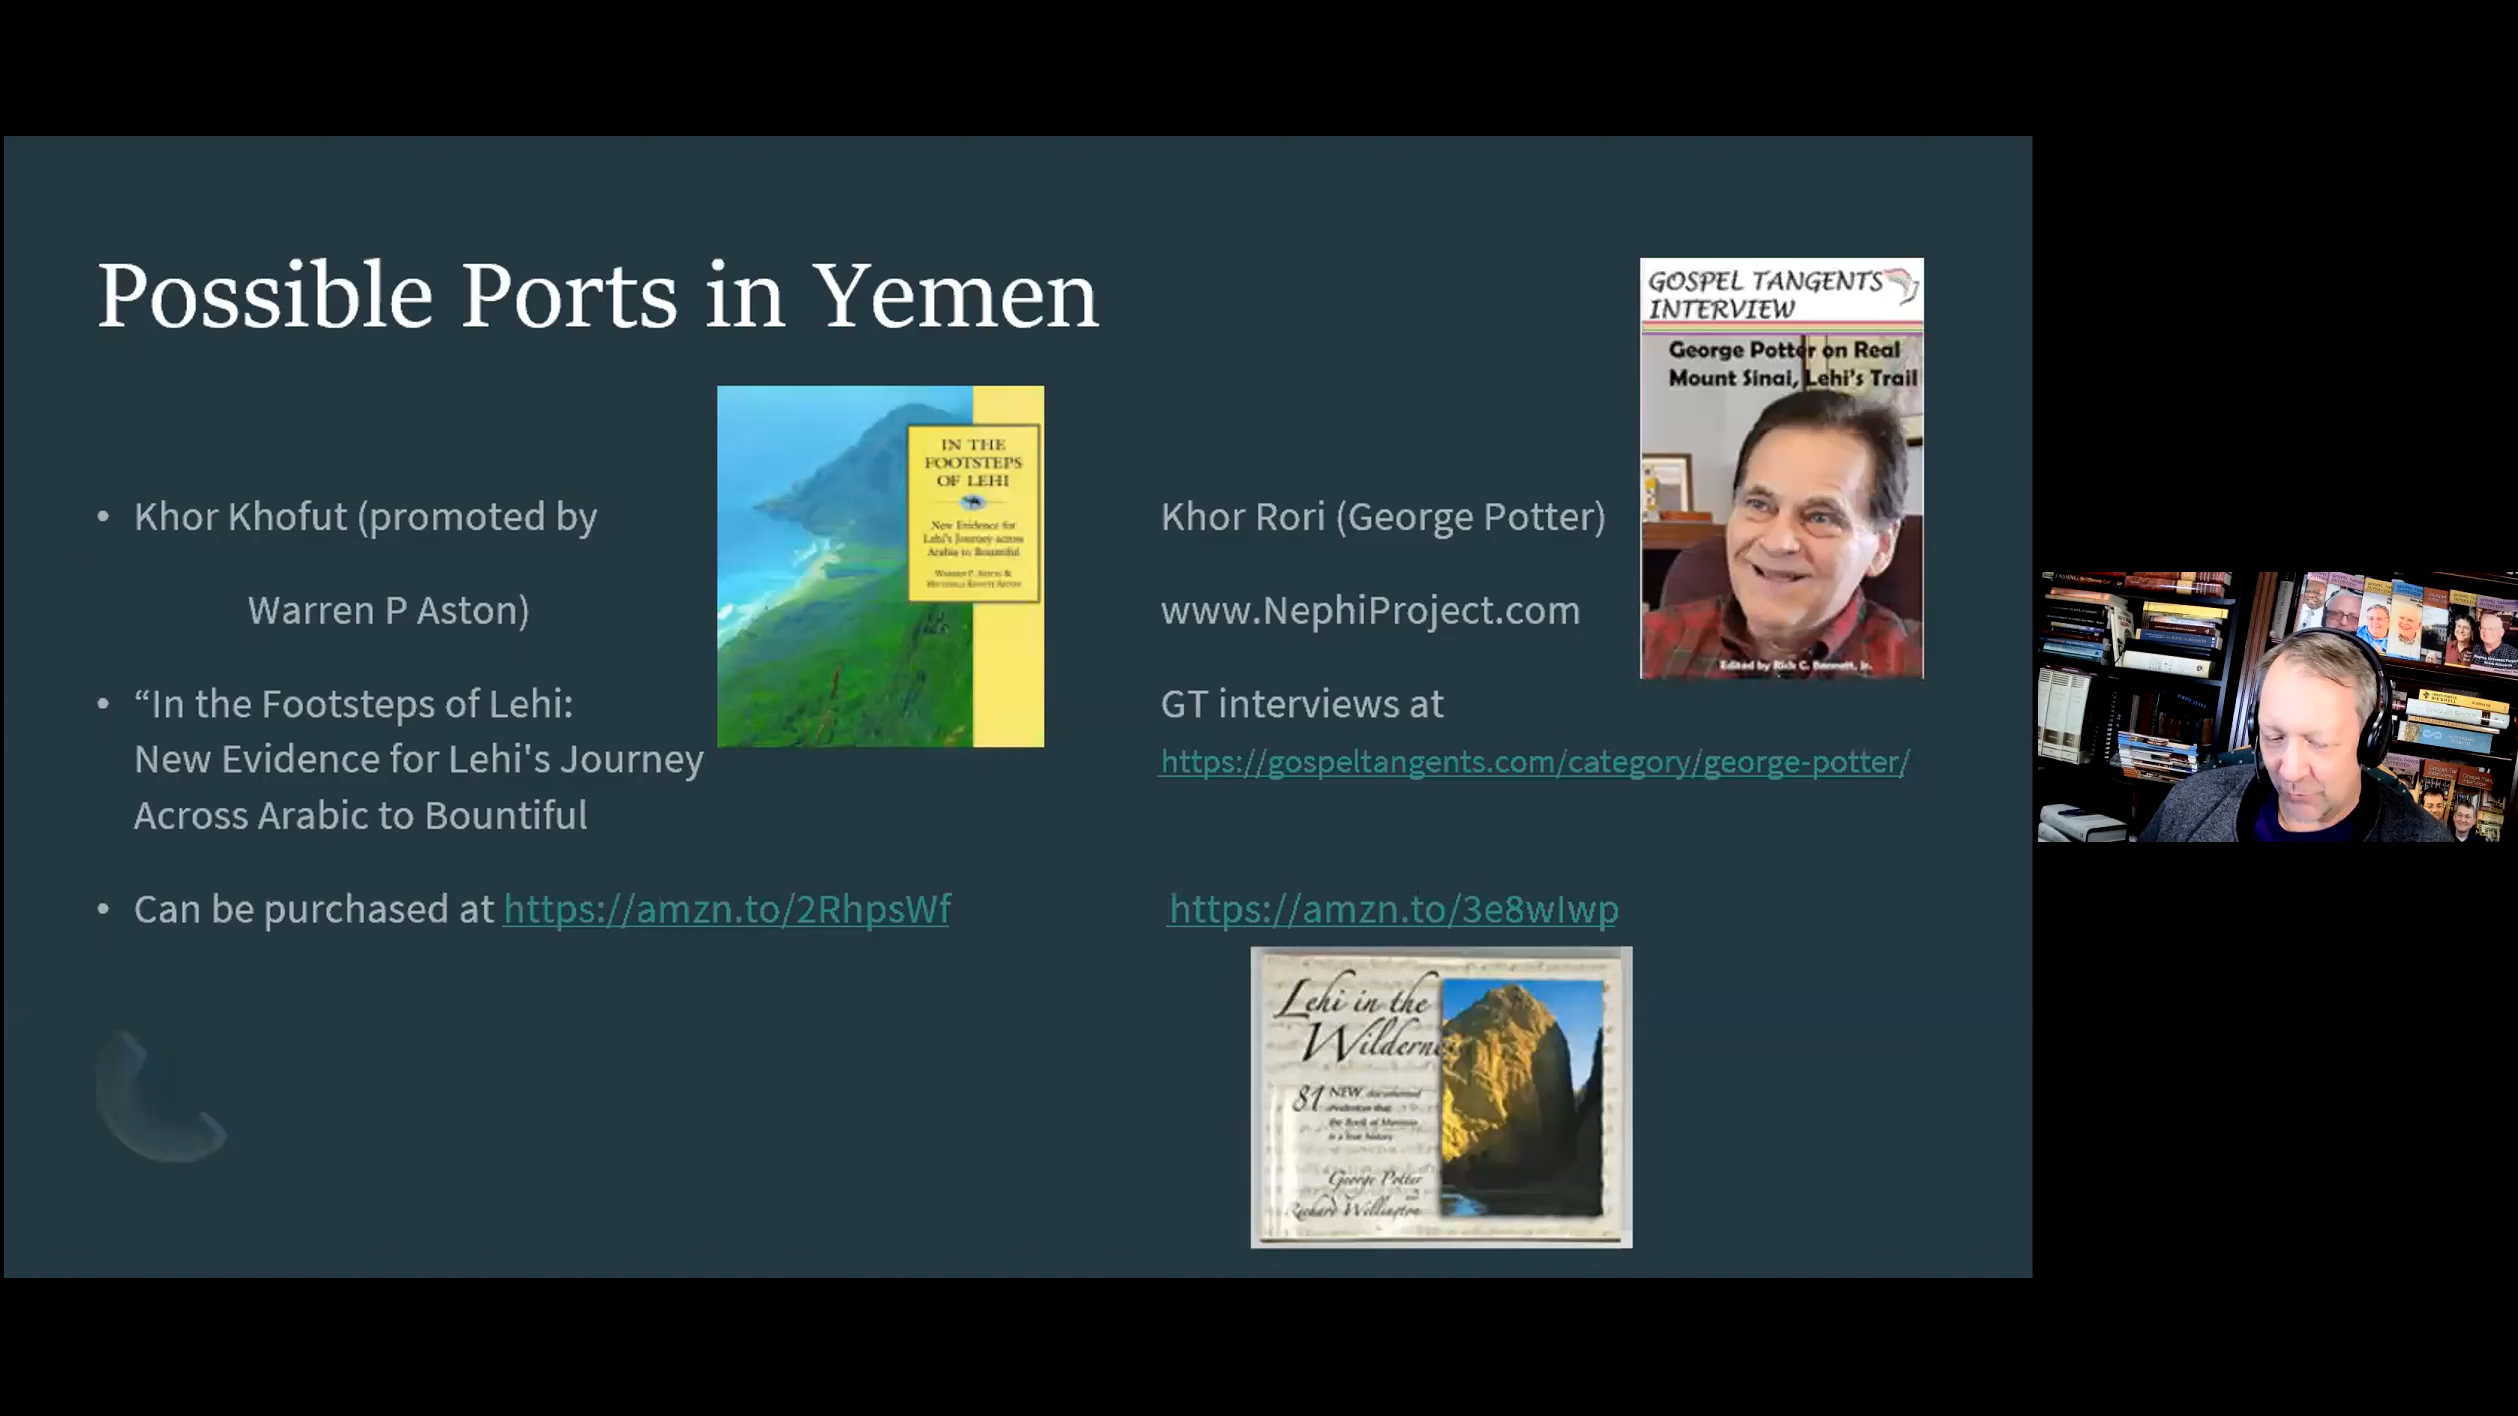 Possible Ports in Yemen
• Khor Khofut (promoted by
Warren P Aston)
• “In the Footsteps of Lehi:
New Evidence for Lehi's Journey
Across Arabic to Bountiful
• Can be purchased at https://amzn.to/2RhpsWf
IN THE
FOOTSTEPS
OF LEHI
New Evidence for
Lehi's Journey across
Arabia to Bountiful
WARREN P. ASTON &
Khor Rori (George Potter)
www.NephiProject.com
GT interviews at
https://gospeltangents.com/category/george-potter/
https://amzn.to/3e8wIwp
GOSPEL TANGENTS
INTERVIEW
George Potter on Real
Mount Sinai, Lehi's Trail
Edited by Rick C. Bennett, Jr.
Lehi in the
Wilderne
81 NEW, documented
evidences that
the Book of Mormon
is a true history
George Potter
and
Richard Wellington